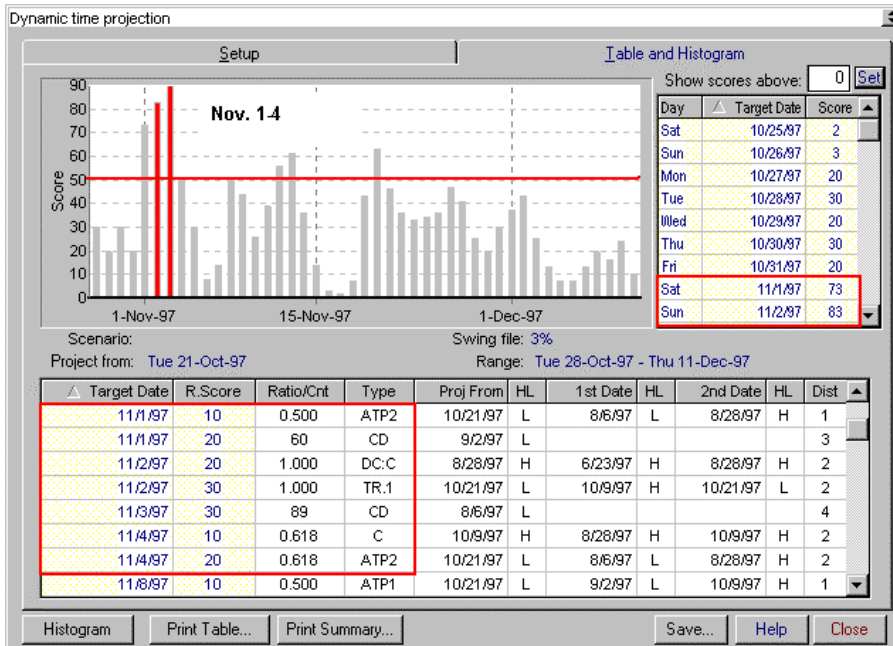 Dynamic time projection
Setup
Table and Histogram
Show scores above: 0 Set
90
80
70
60
50
40
30
20
10
0
Score
Nov. 1-4
1-Nov-97 15-Nov-97 1-Dec-97
Day Target Date Score
Sat 10/25/97 2
Sun 10/26/97 3
Mon 10/27/97 20
Tue 10/28/97 30
Wed 10/29/97 20
Thu 10/30/97 30
Fri 10/31/97 20
Sat 11/1/97 73
Sun 11/2/97 83
Scenario: Swing file: 3%
Project from: Tue 21-Oct-97 Range: Tue 28-Oct-97 - Thu 11-Dec-97
Target Date R.Score Ratio/Cnt Type Proj From HL 1st Date HL 2nd Date HL Dist
11/1/97 10 0.500 ATP2 10/21/97 L 8/6/97 L 8/28/97 H 1
11/1/97 20 60 CD 9/2/97 L 3
11/2/97 20 1.000 DC:C 8/28/97 H 6/23/97 H 8/28/97 H 2
11/2/97 30 1.000 TR.1 10/21/97 L 10/9/97 H 10/21/97 L 2
11/3/97 30 89 CD 8/6/97 L 4
11/4/97 10 0.618 C 10/9/97 H 8/28/97 H 10/9/97 H 2
11/4/97 20 0.618 ATP2 10/21/97 L 8/6/97 L 8/28/97 H 2
11/8/97 10 0.500 ATP1 10/21/97 L 9/2/97 L 10/9/97 H 1
Histogram Print Table... Print Summary... Save... Help Close